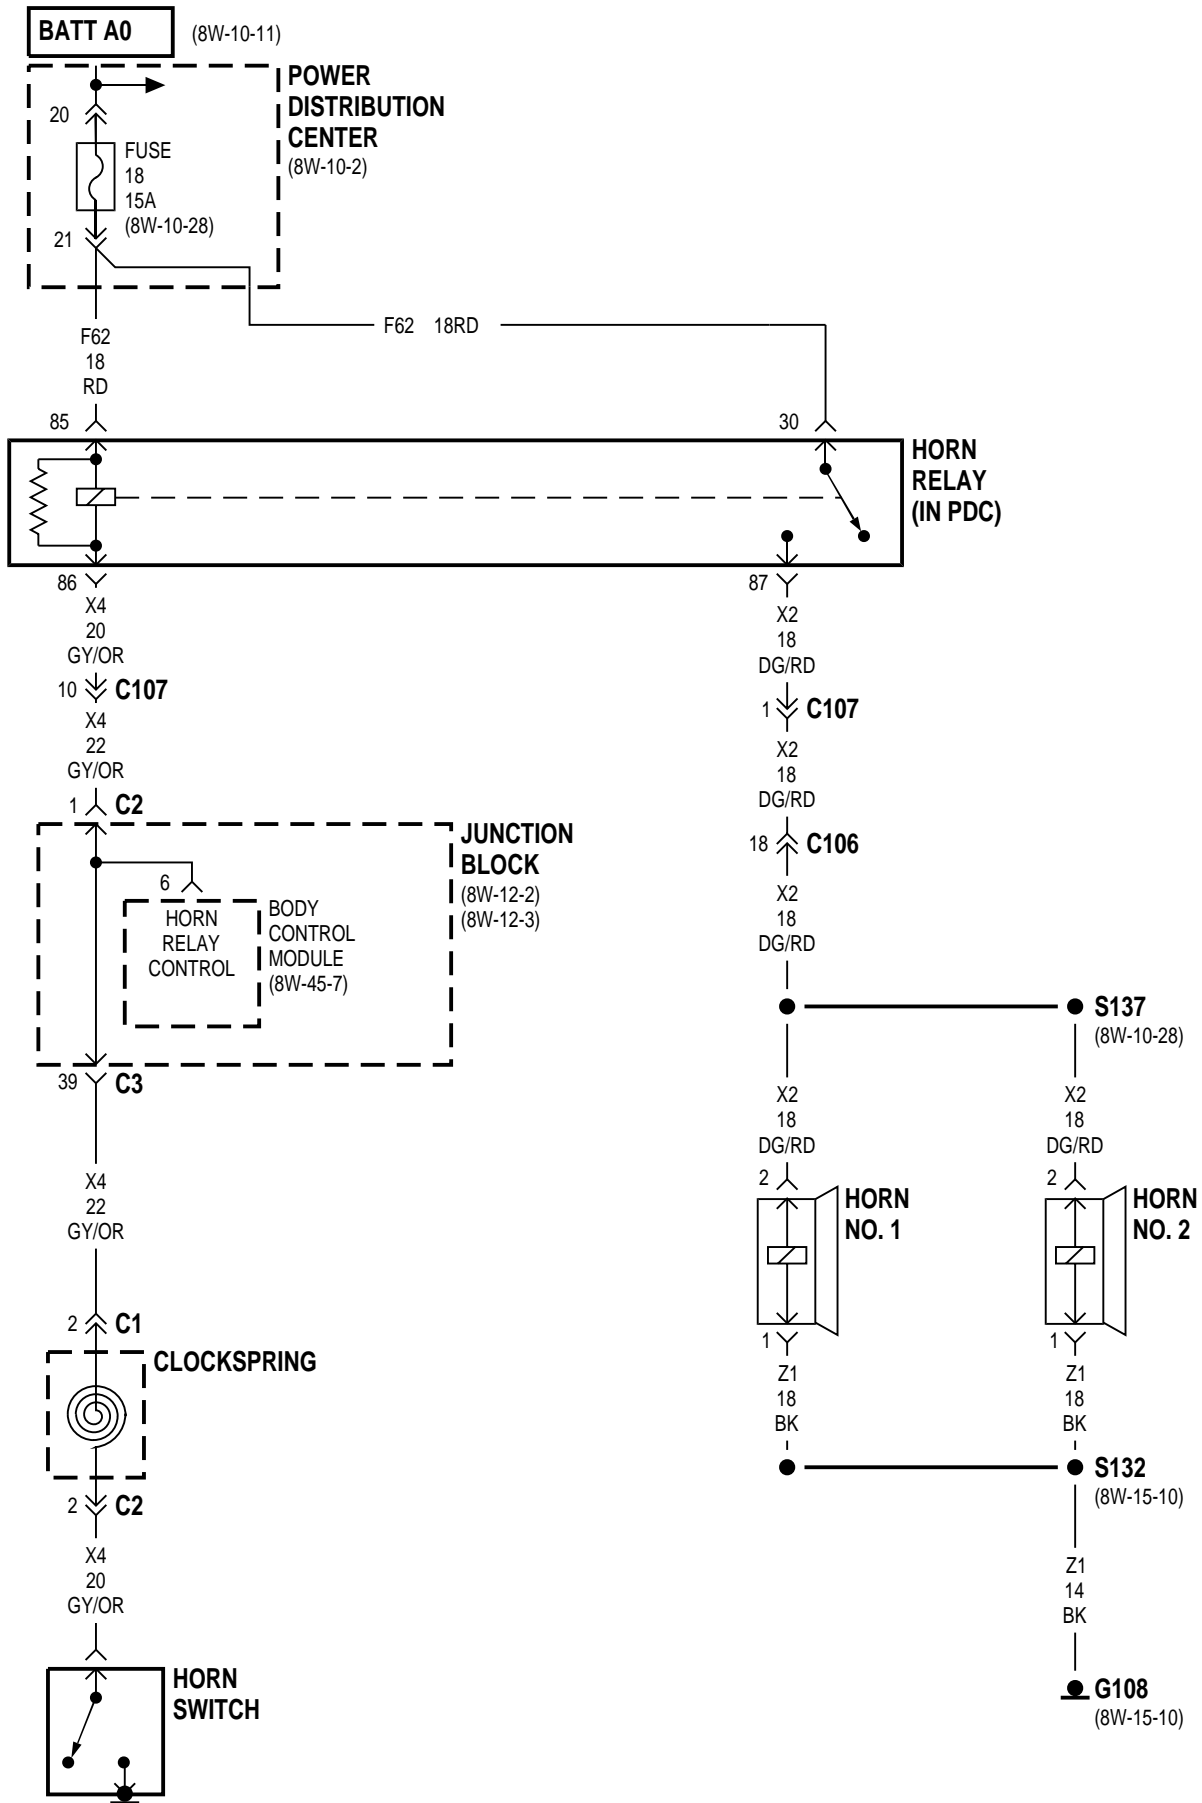 BATT A0 (8W-10-11)
POWER
DISTRIBUTION
CENTER
(8W-10-2)
20
FUSE
18
15A
(8W-10-28)
21
F62 18RD
F62
18
RD
85
30
HORN
RELAY
(IN PDC)
86
X4
20
GY/OR
10 C107
X4
22
GY/OR
1 C2
87
X2
18
DG/RD
1 C107
X2
18
DG/RD
18 C106
X2
18
DG/RD
JUNCTION
BLOCK
(8W-12-2)
(8W-12-3)
6
HORN
RELAY
CONTROL
BODY
CONTROL
MODULE
(8W-45-7)
39 C3
S137
(8W-10-28)
X2
18
DG/RD
2
HORN
NO. 1
1
Z1
18
BK
X2
18
DG/RD
2
HORN
NO. 2
1
Z1
18
BK
X4
22
GY/OR
2 C1
CLOCKSPRING
2 C2
X4
20
GY/OR
HORN
SWITCH
S132
(8W-15-10)
Z1
14
BK
G108
(8W-15-10)